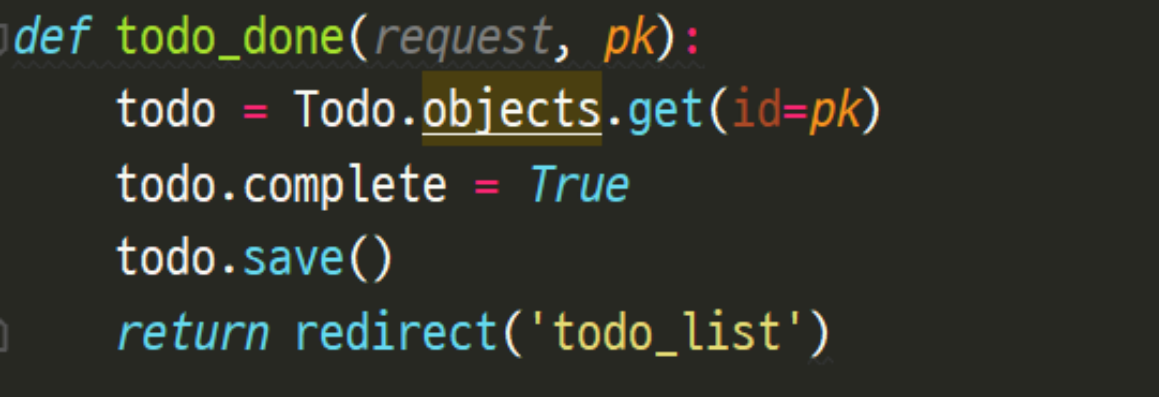 def todo_done(request, pk):
    todo = Todo.objects.get(id=pk)
    todo.complete = True
    todo.save()
    return redirect('todo_list')